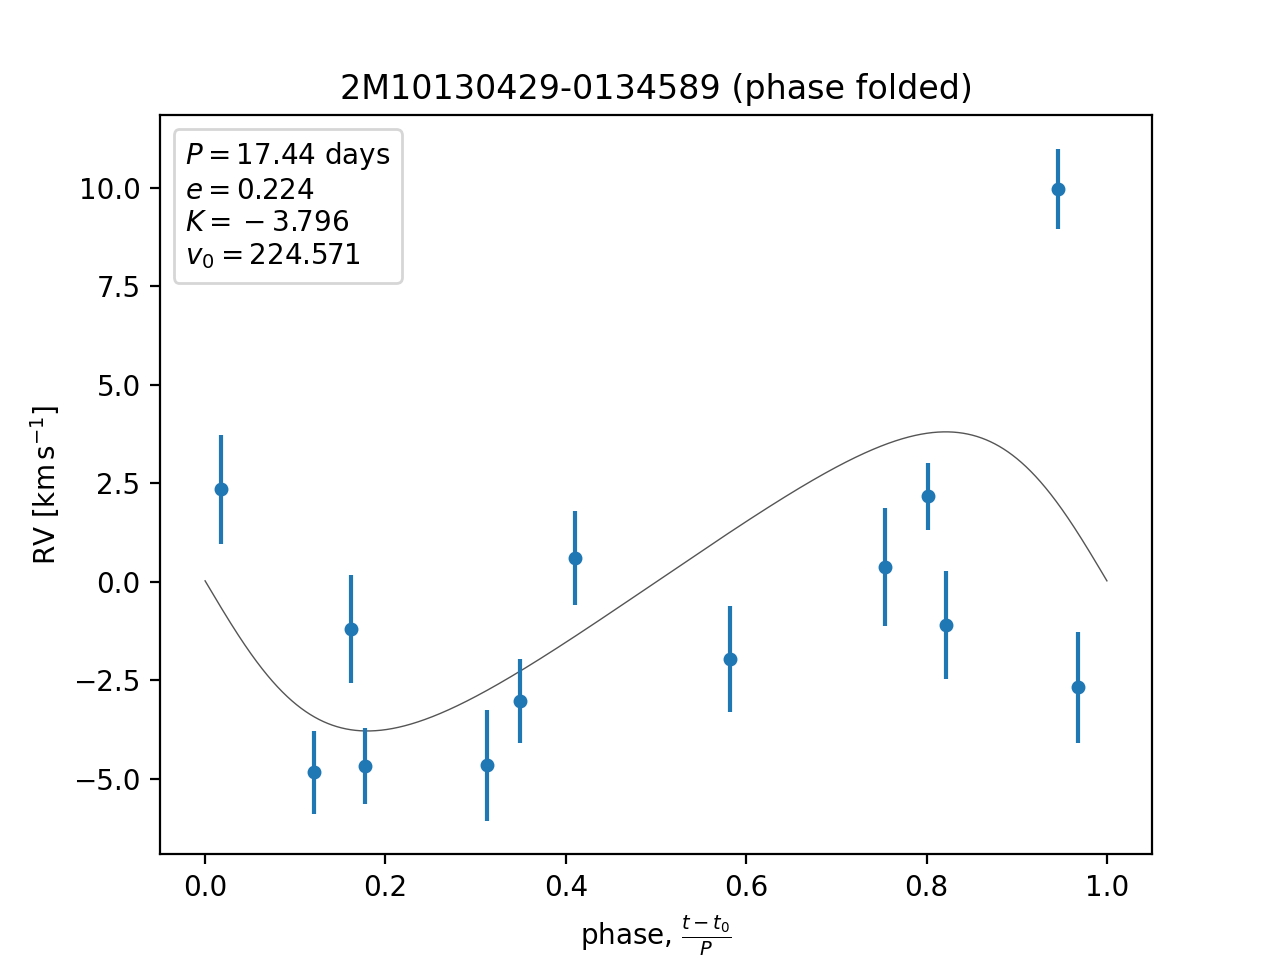 2M10130429-0134589 (phase folded)
P = 17.44 days
e = 0.224
K = −3.796
v₀ = 224.571
10.0
7.5
5.0
2.5
0.0
−2.5
−5.0
RV [km s⁻¹]
0.0 0.2 0.4 0.6 0.8 1.0
phase, (t − t₀)/P